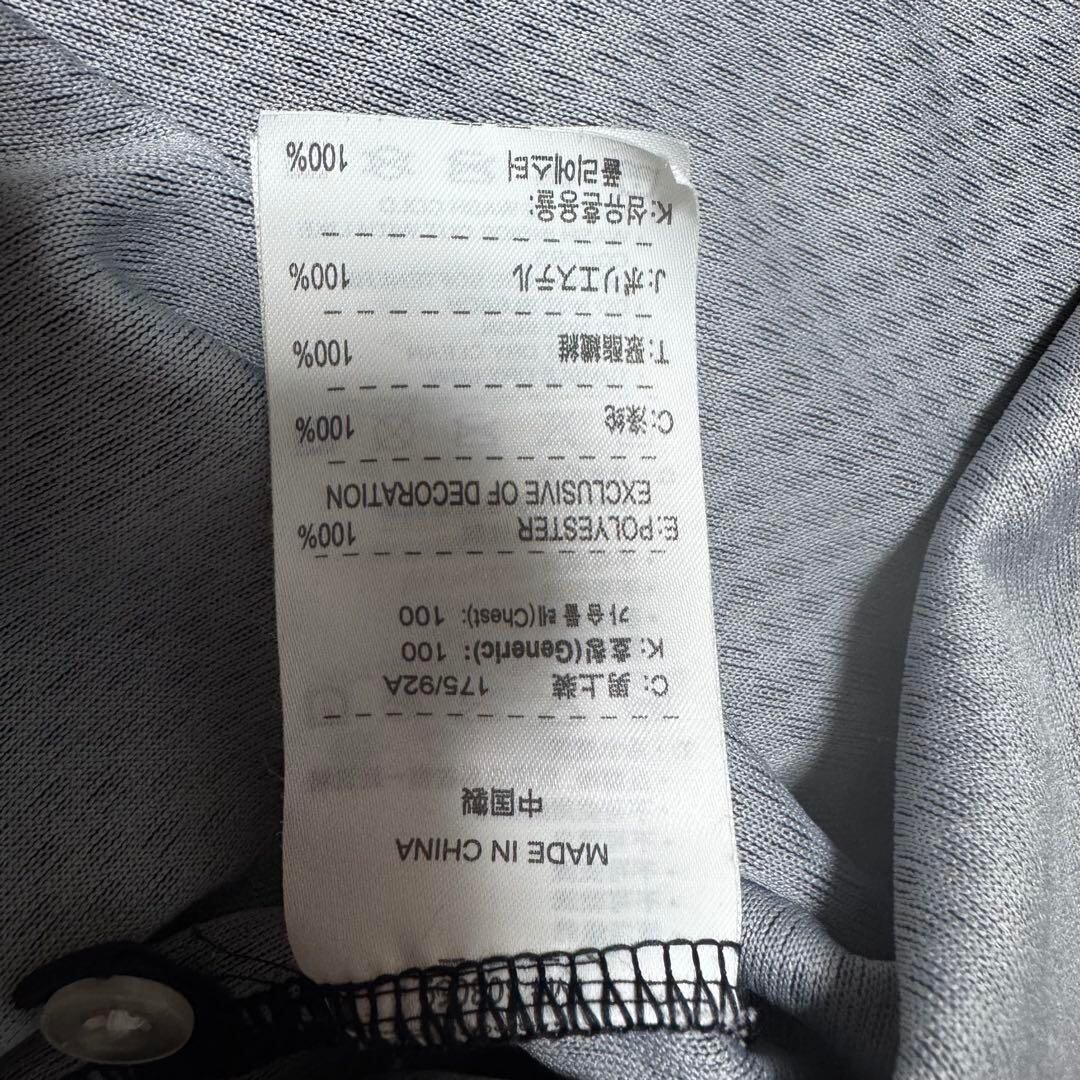 MADE IN CHINA
中国製
C: 男上装 175/92A
K: 호칭(Generic): 100
가슴둘레(Chest): 100
E:POLYESTER 100%
EXCLUSIVE OF DECORATION
C:涤纶 100%
T:聚酯纖維 100%
J:ポリエステル 100%
K:섬유혼용율:
폴리에스터 100%